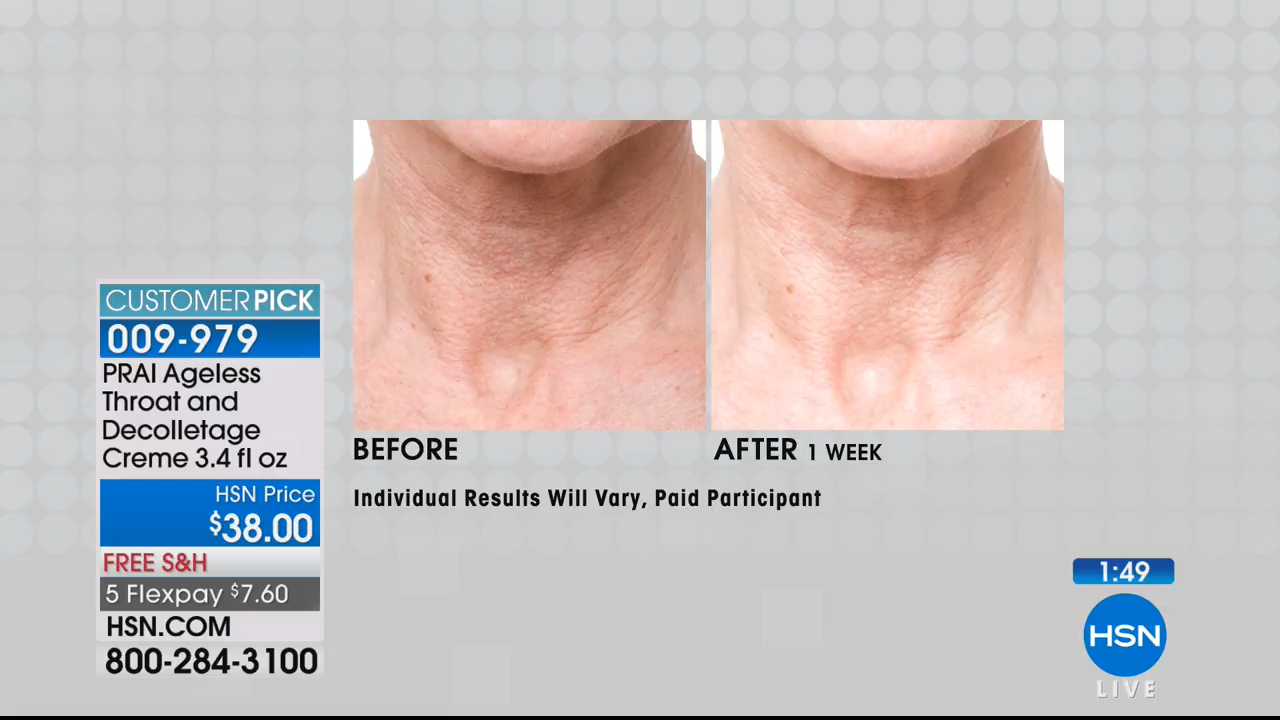 CUSTOMERPICK
009-979
PRAI Ageless
Throat and
Decolletage
Creme 3.4 fl oz
HSN Price
$38.00
FREE S&H
5 Flexpay $7.60
HSN.COM
800-284-3100
BEFORE
AFTER 1 WEEK
Individual Results Will Vary, Paid Participant
1:49
HSN
LIVE